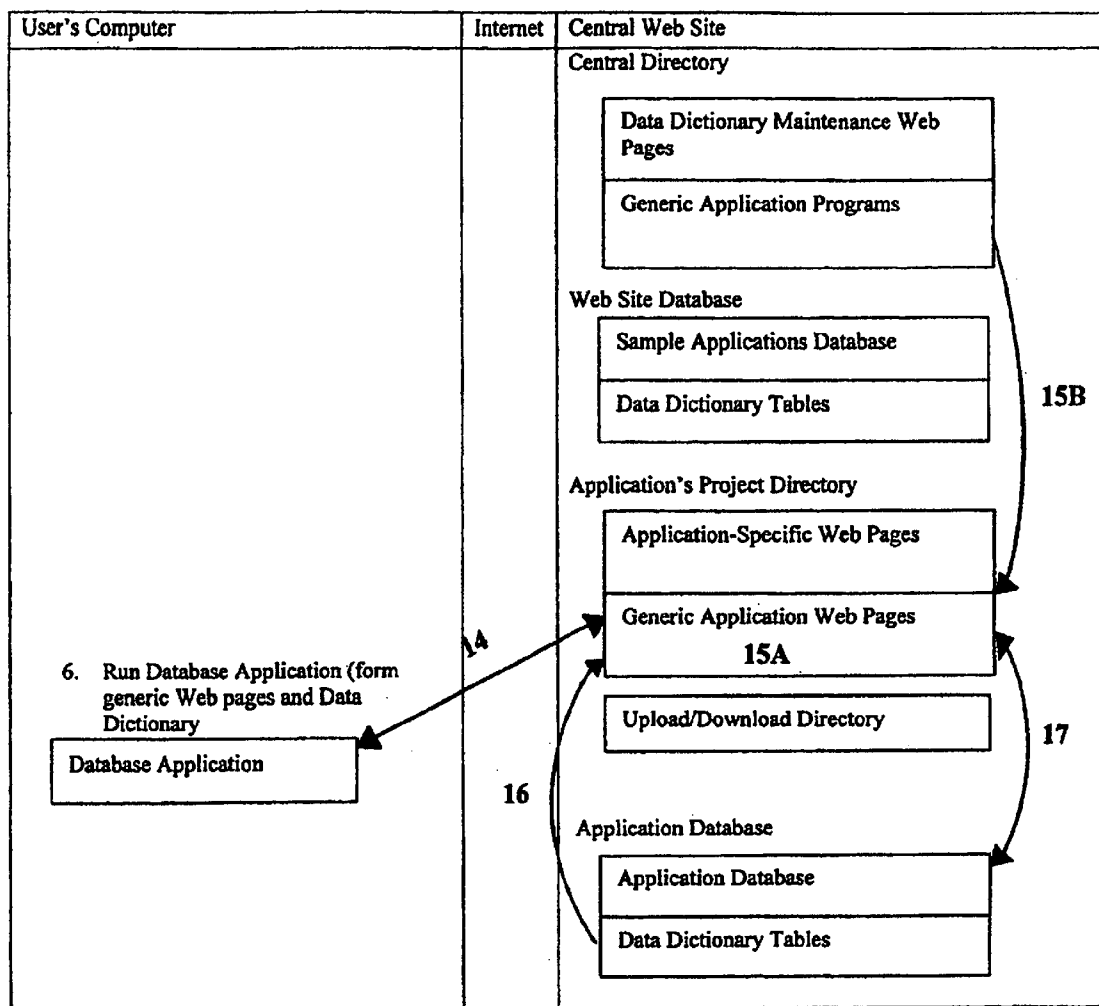 User's Computer
Internet
Central Web Site
Central Directory
Data Dictionary Maintenance Web
Pages
Generic Application Programs
Web Site Database
Sample Applications Database
Data Dictionary Tables
15B
Application's Project Directory
Application-Specific Web Pages
Generic Application Web Pages
15A
14
6. Run Database Application (form
generic Web pages and Data
Dictionary
Database Application
Upload/Download Directory
17
16
Application Database
Application Database
Data Dictionary Tables